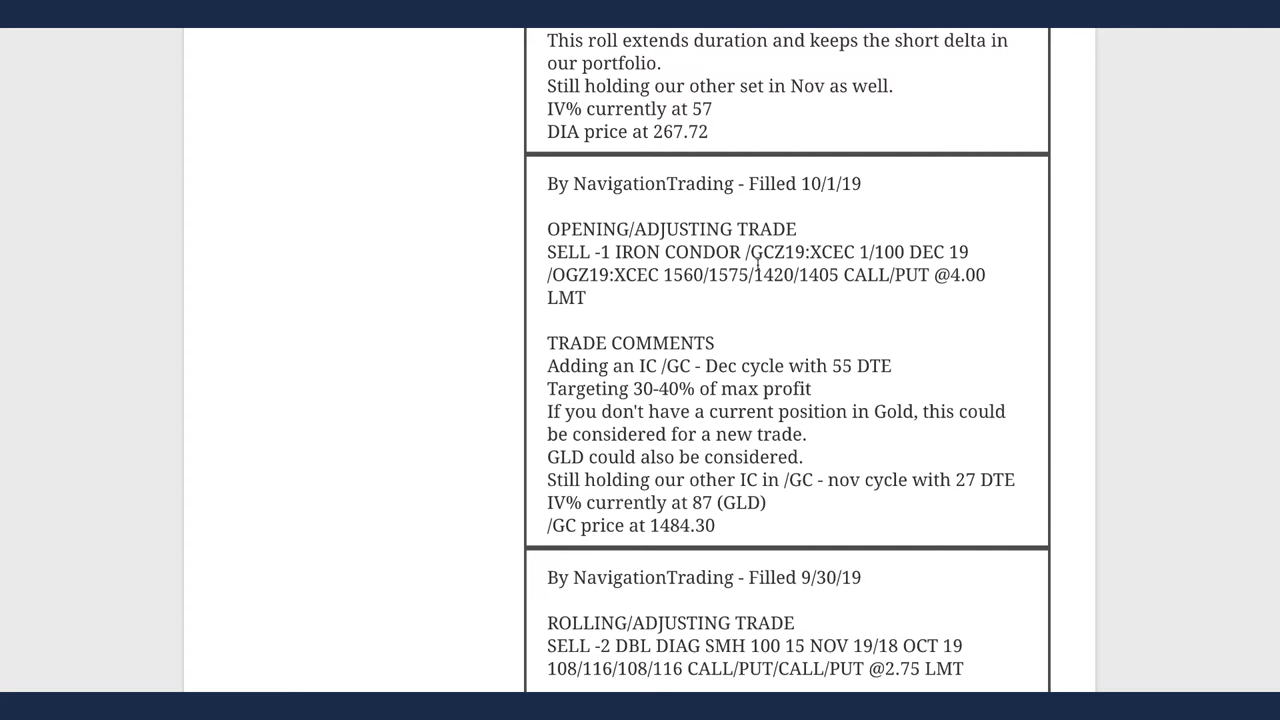 This roll extends duration and keeps the short delta in
our portfolio.
Still holding our other set in Nov as well.
IV% currently at 57
DIA price at 267.72
By NavigationTrading - Filled 10/1/19
OPENING/ADJUSTING TRADE
SELL -1 IRON CONDOR /GCZ19:XCEC 1/100 DEC 19
/OGZ19:XCEC 1560/1575/1420/1405 CALL/PUT @4.00
LMT
TRADE COMMENTS
Adding an IC /GC - Dec cycle with 55 DTE
Targeting 30-40% of max profit
If you don't have a current position in Gold, this could
be considered for a new trade.
GLD could also be considered.
Still holding our other IC in /GC - nov cycle with 27 DTE
IV% currently at 87 (GLD)
/GC price at 1484.30
By NavigationTrading - Filled 9/30/19
ROLLING/ADJUSTING TRADE
SELL -2 DBL DIAG SMH 100 15 NOV 19/18 OCT 19
108/116/108/116 CALL/PUT/CALL/PUT @2.75 LMT